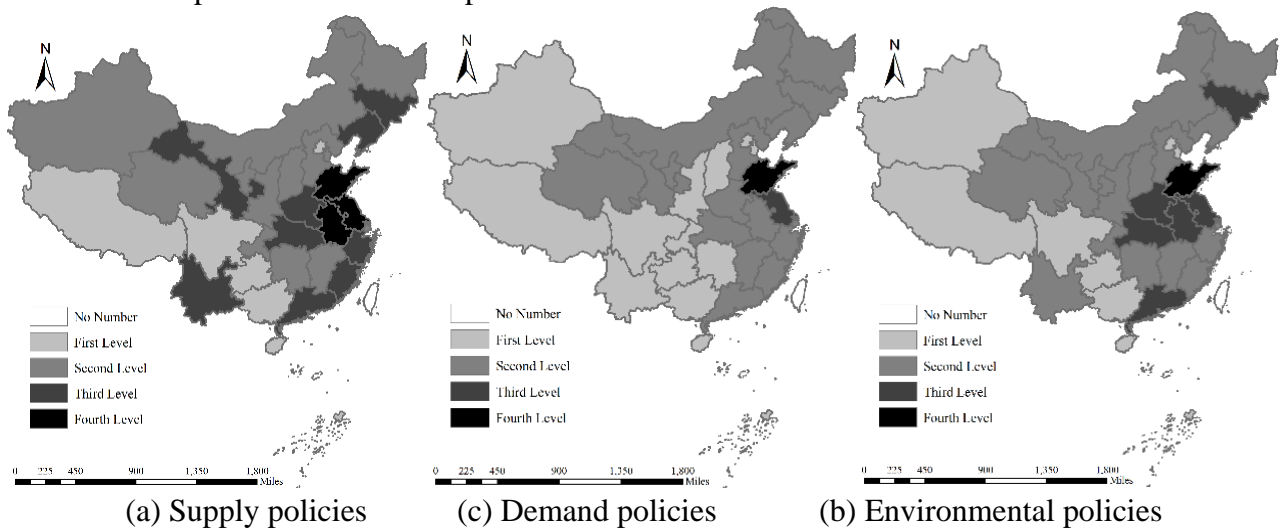 N
No Number
First Level
Second Level
Third Level
Fourth Level
0 225 450 900 1,350 1,800
Miles
(a) Supply policies
N
No Number
First Level
Second Level
Third Level
Fourth Level
0 225 450 900 1,350 1,800
Miles
(c) Demand policies
N
No Number
First Level
Second Level
Third Level
Fourth Level
0 225 450 900 1,350 1,800
Miles
(b) Environmental policies